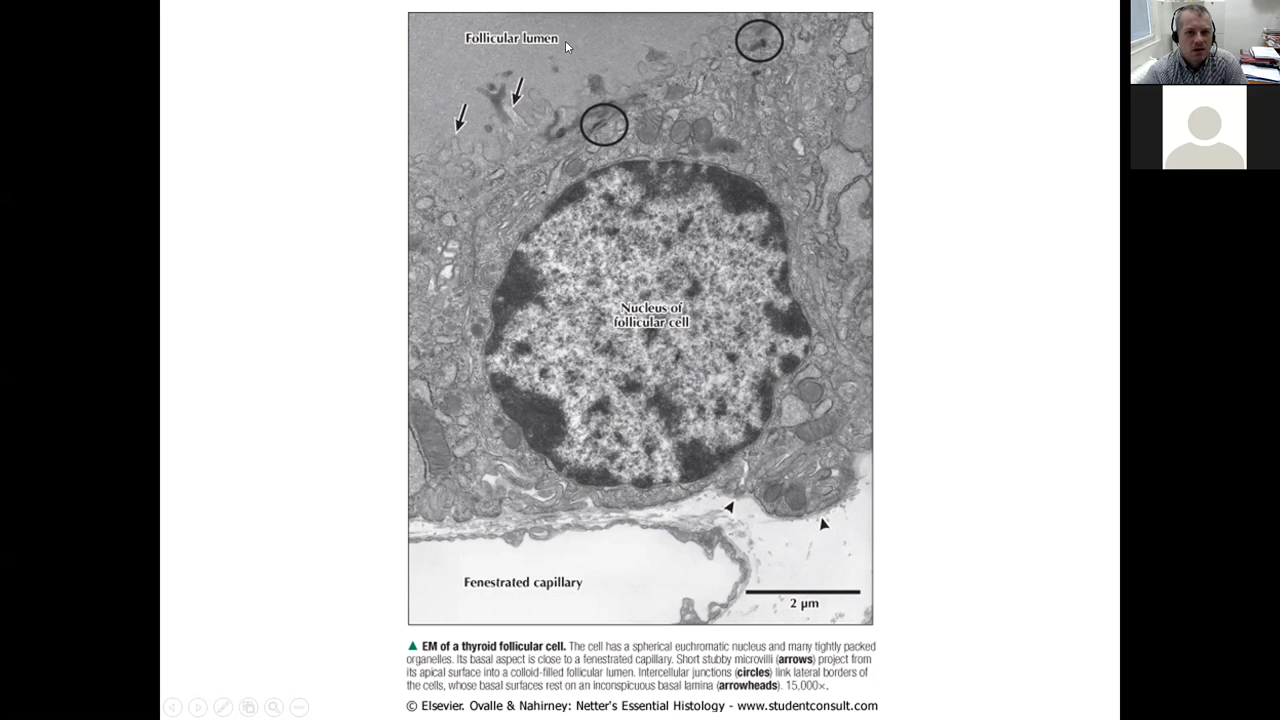 Follicular lumen
Nucleus of
follicular cell
Fenestrated capillary
2 µm
▲ EM of a thyroid follicular cell. The cell has a spherical euchromatic nucleus and many tightly packed
organelles. Its basal aspect is close to a fenestrated capillary. Short stubby microvilli (arrows) project from
its apical surface into a colloid-filled follicular lumen. Intercellular junctions (circles) link lateral borders of
the cells, whose basal surfaces rest on an inconspicuous basal lamina (arrowheads). 15,000×.
© Elsevier. Ovalle & Nahirney: Netter's Essential Histology - www.studentconsult.com